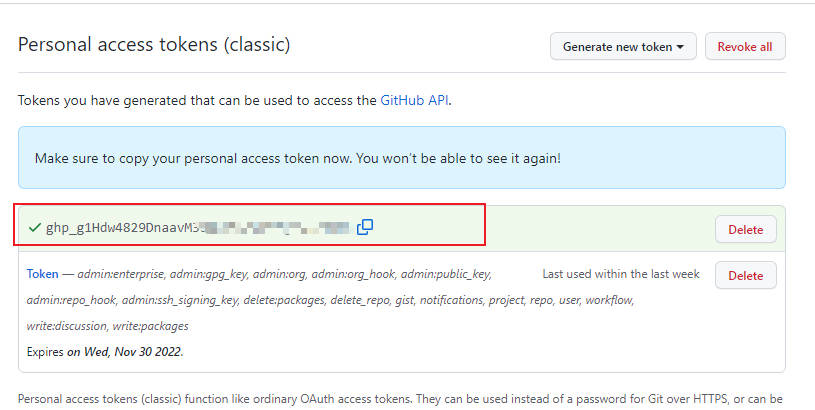 Personal access tokens (classic)
Generate new token
Revoke all
Tokens you have generated that can be used to access the GitHub API.
Make sure to copy your personal access token now. You won't be able to see it again!
ghp_g1Hdw4829DnaavM
Delete
Token — admin:enterprise, admin:gpg_key, admin:org, admin:org_hook, admin:public_key,
Last used within the last week
Delete
admin:repo_hook, admin:ssh_signing_key, delete:packages, delete_repo, gist, notifications, project, repo, user, workflow,
write:discussion, write:packages
Expires on Wed, Nov 30 2022.
Personal access tokens (classic) function like ordinary OAuth access tokens. They can be used instead of a password for Git over HTTPS, or can be